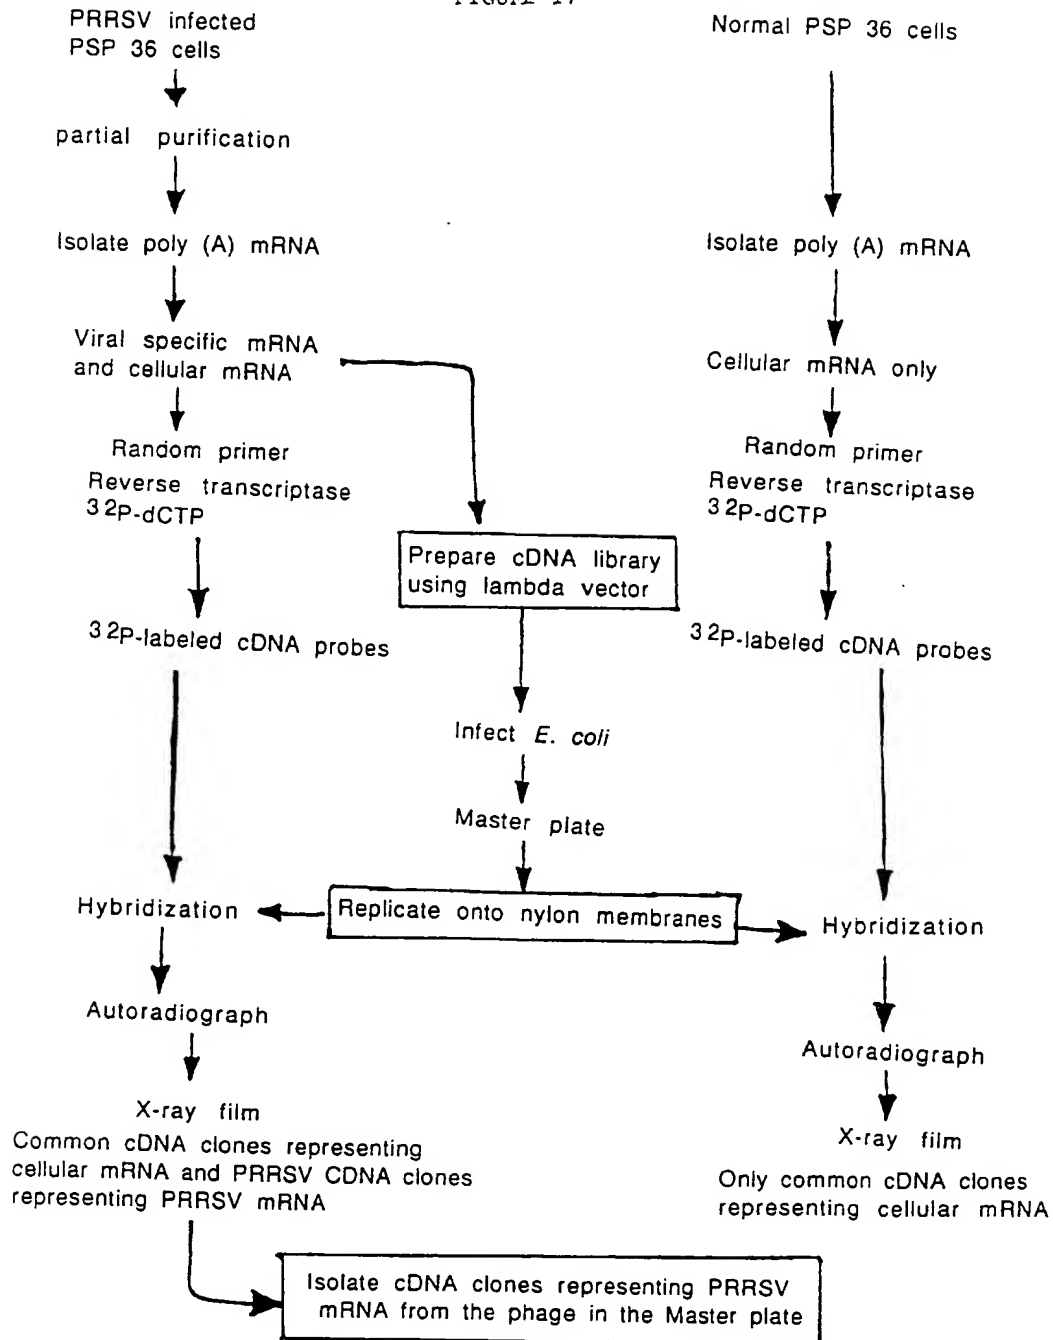 PRRSV infected
PSP 36 cells
partial purification
Isolate poly (A) mRNA
Viral specific mRNA
and cellular mRNA
Random primer
Reverse transcriptase
32P-dCTP
32P-labeled cDNA probes
Hybridization
Autoradiograph
X-ray film
Common cDNA clones representing
cellular mRNA and PRRSV CDNA clones
representing PRRSV mRNA
Prepare cDNA library
using lambda vector
Infect E. coli
Master plate
Replicate onto nylon membranes
Normal PSP 36 cells
Isolate poly (A) mRNA
Cellular mRNA only
Random primer
Reverse transcriptase
32P-dCTP
32P-labeled cDNA probes
Hybridization
Autoradiograph
X-ray film
Only common cDNA clones
representing cellular mRNA
Isolate cDNA clones representing PRRSV
mRNA from the phage in the Master plate